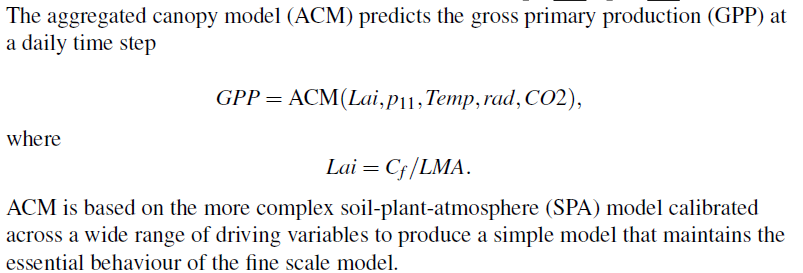 The aggregated canopy model (ACM) predicts the gross primary production (GPP) at
a daily time step
GPP = ACM(Lai, p₁₁, Temp, rad, CO2),
where
Lai = C_f/LMA.
ACM is based on the more complex soil-plant-atmosphere (SPA) model calibrated
across a wide range of driving variables to produce a simple model that maintains the
essential behaviour of the fine scale model.